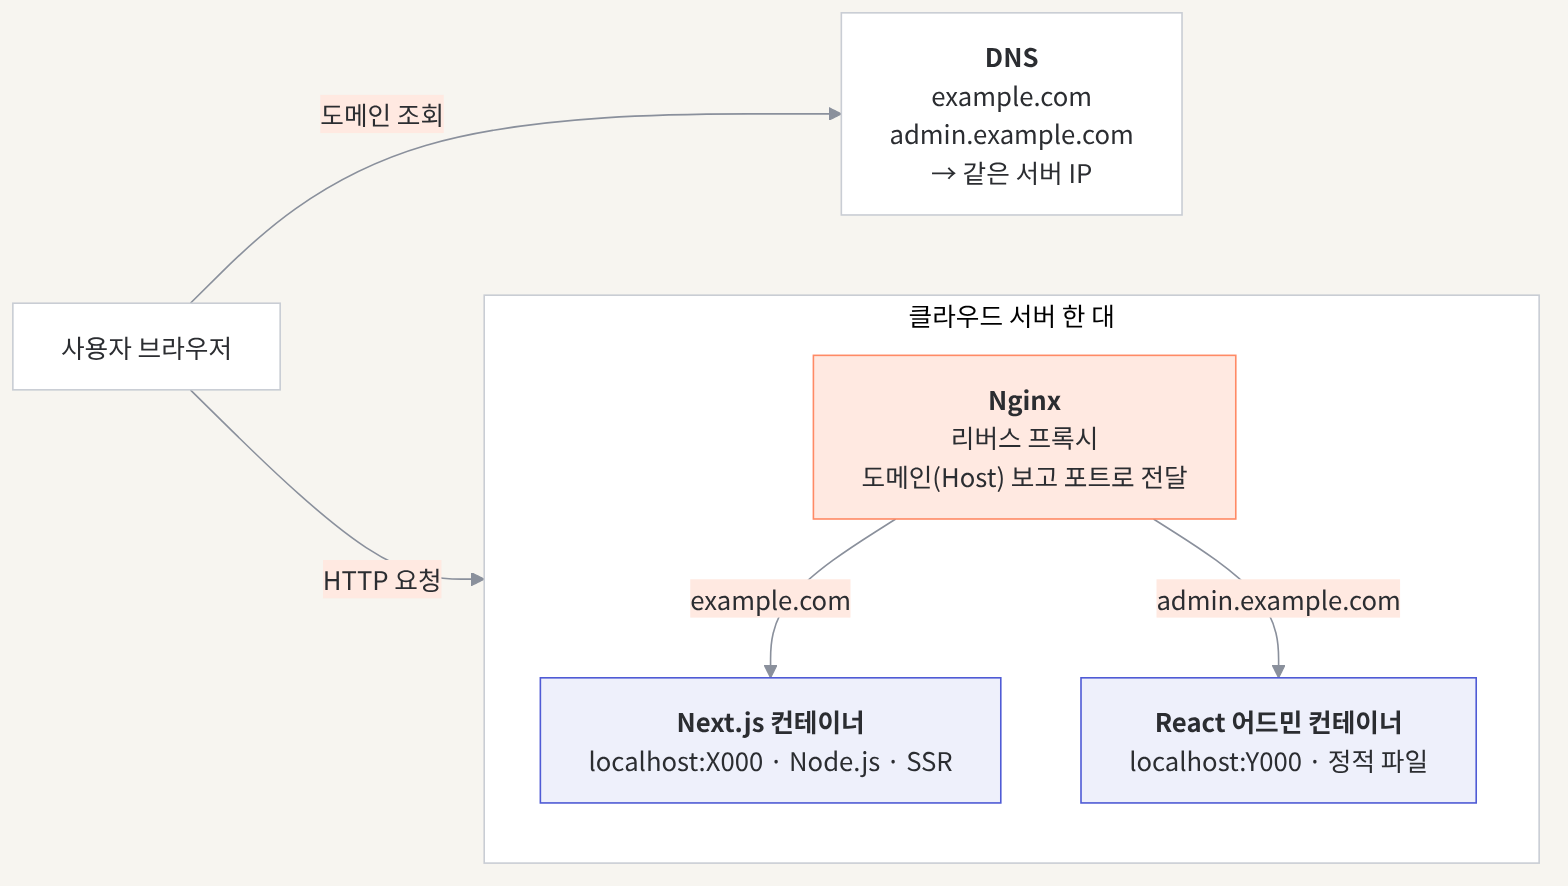 DNS
example.com
admin.example.com
→ 같은 서버 IP
도메인 조회
사용자 브라우저
HTTP 요청
클라우드 서버 한 대
Nginx
리버스 프록시
도메인(Host) 보고 포트로 전달
example.com
admin.example.com
Next.js 컨테이너
localhost:X000 · Node.js · SSR
React 어드민 컨테이너
localhost:Y000 · 정적 파일